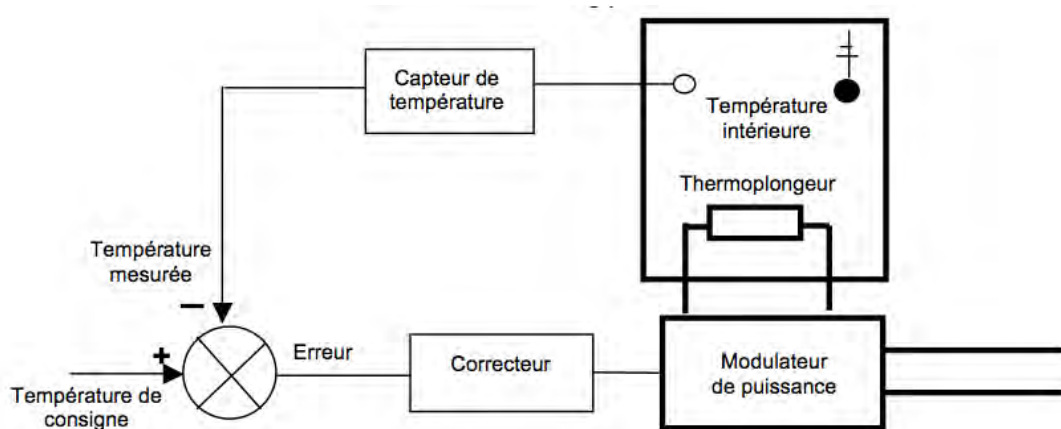 Capteur de
température
Température
intérieure
Thermoplongeur
Température
mesurée
−
+
Erreur
Correcteur
Modulateur
de puissance
Température de
consigne